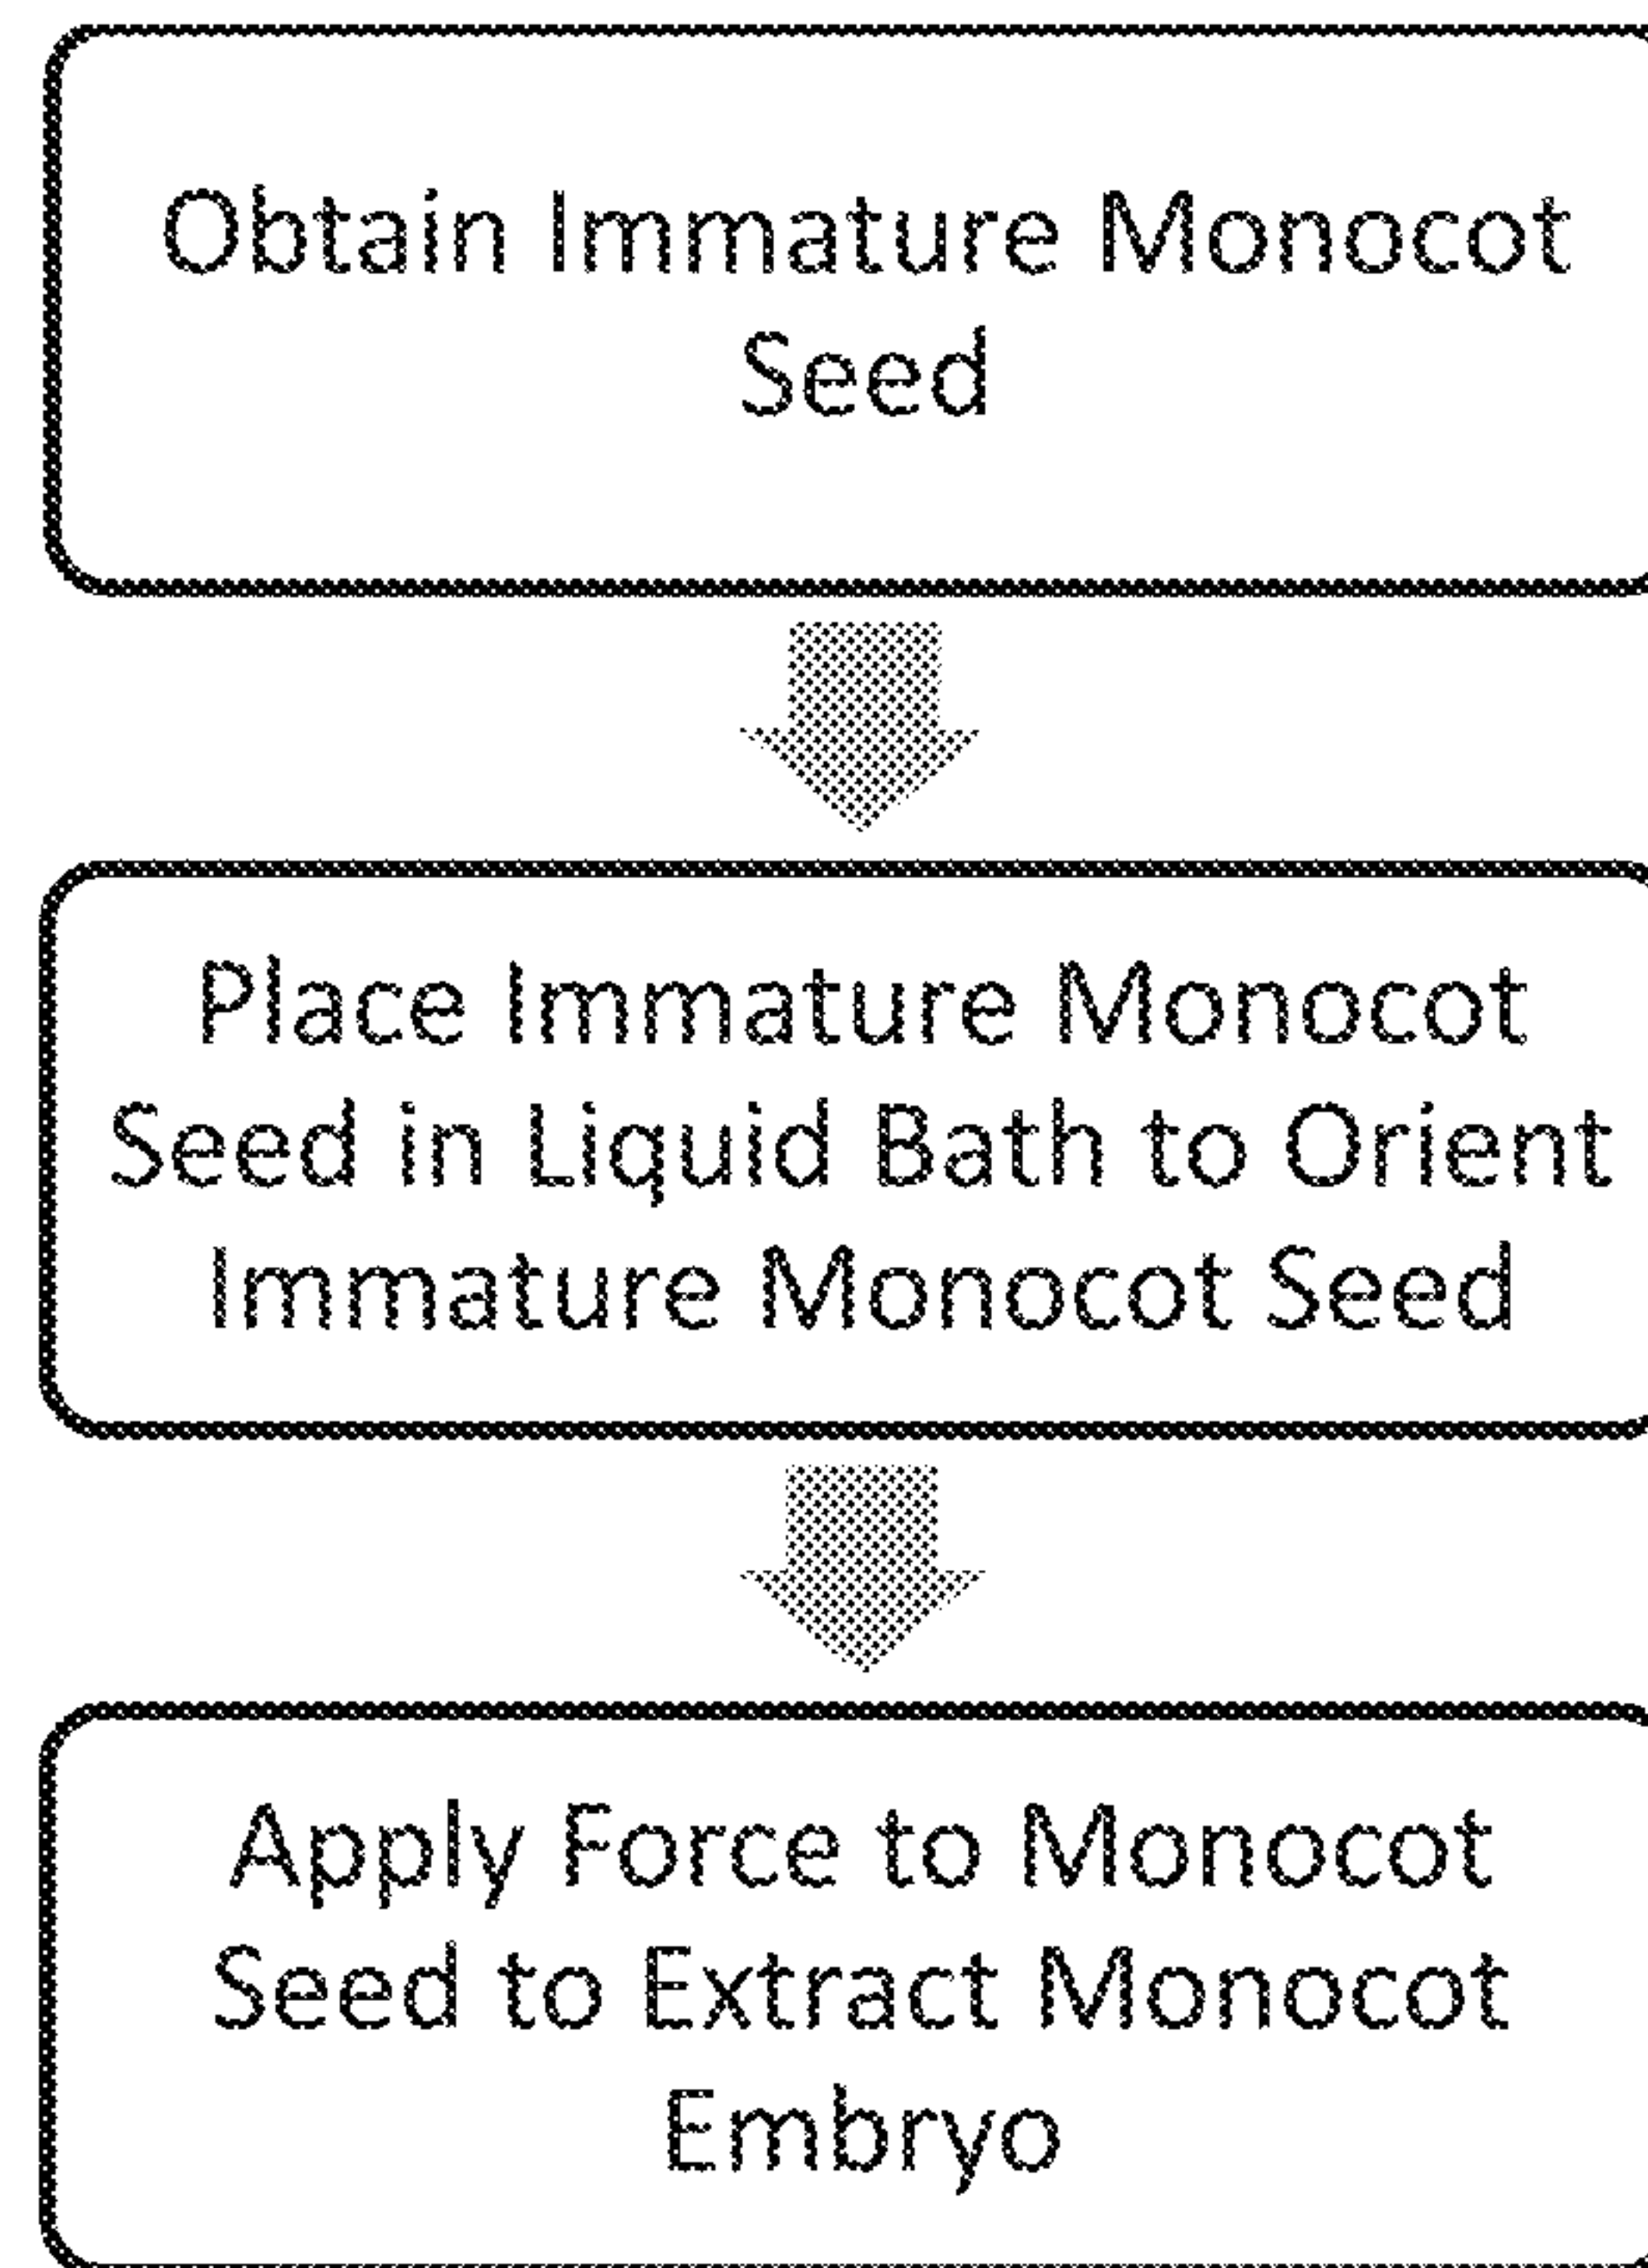 Obtain Immature Monocot
Seed
Place Immature Monocot
Seed in Liquid Bath to Orient
Immature Monocot Seed
Apply Force to Monocot
Seed to Extract Monocot
Embryo